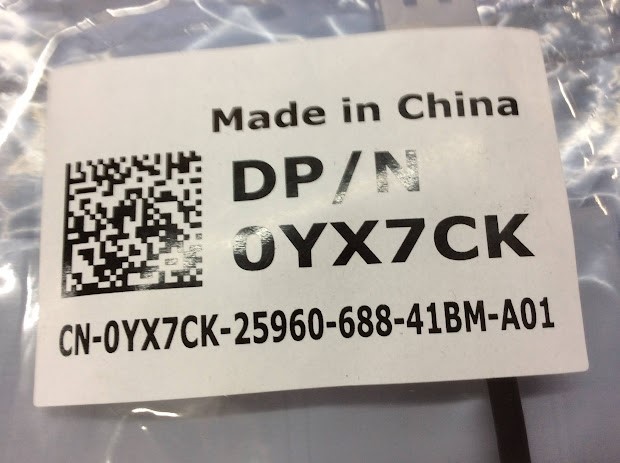 Made in China
DP/N
0YX7CK
CN-0YX7CK-25960-688-41BM-A01